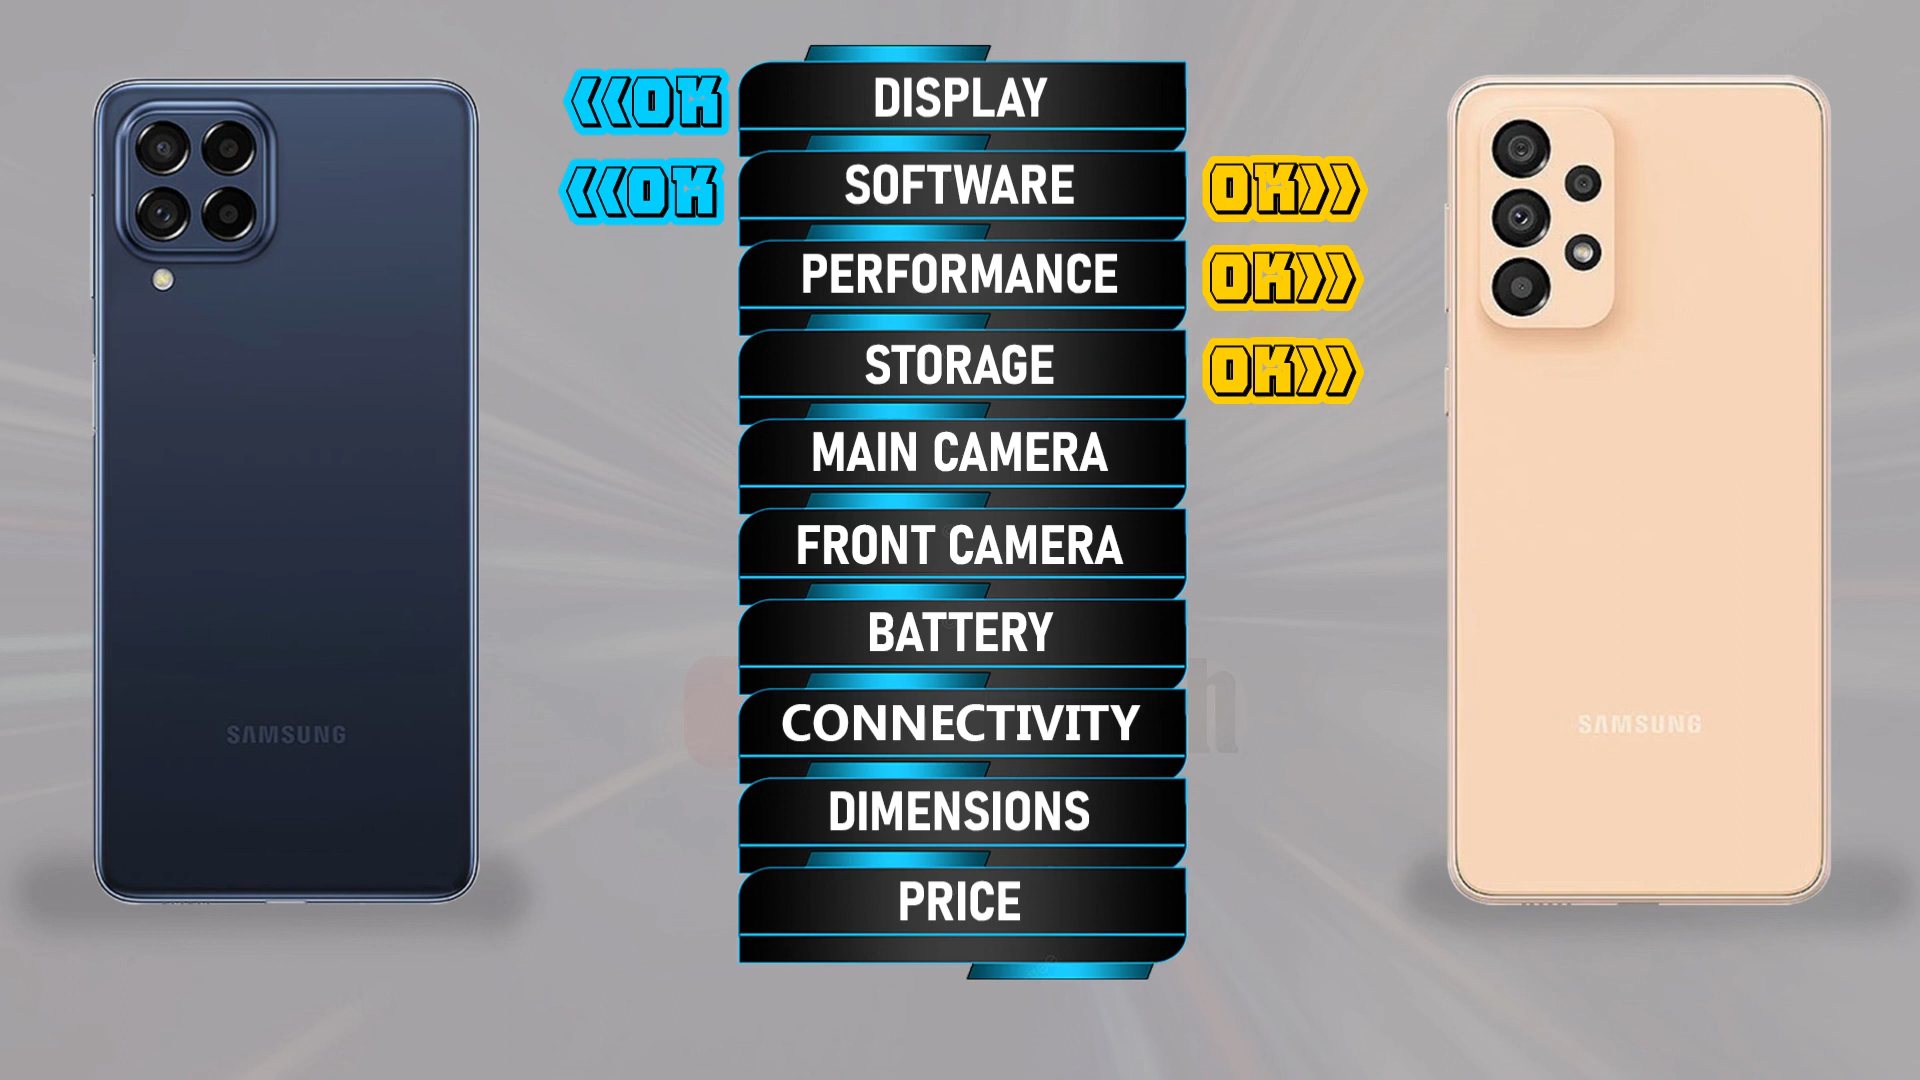 <<OK DISPLAY
<<OK SOFTWARE OK>>
PERFORMANCE OK>>
STORAGE OK>>
MAIN CAMERA
FRONT CAMERA
BATTERY
CONNECTIVITY
DIMENSIONS
PRICE
SAMSUNG
SAMSUNG